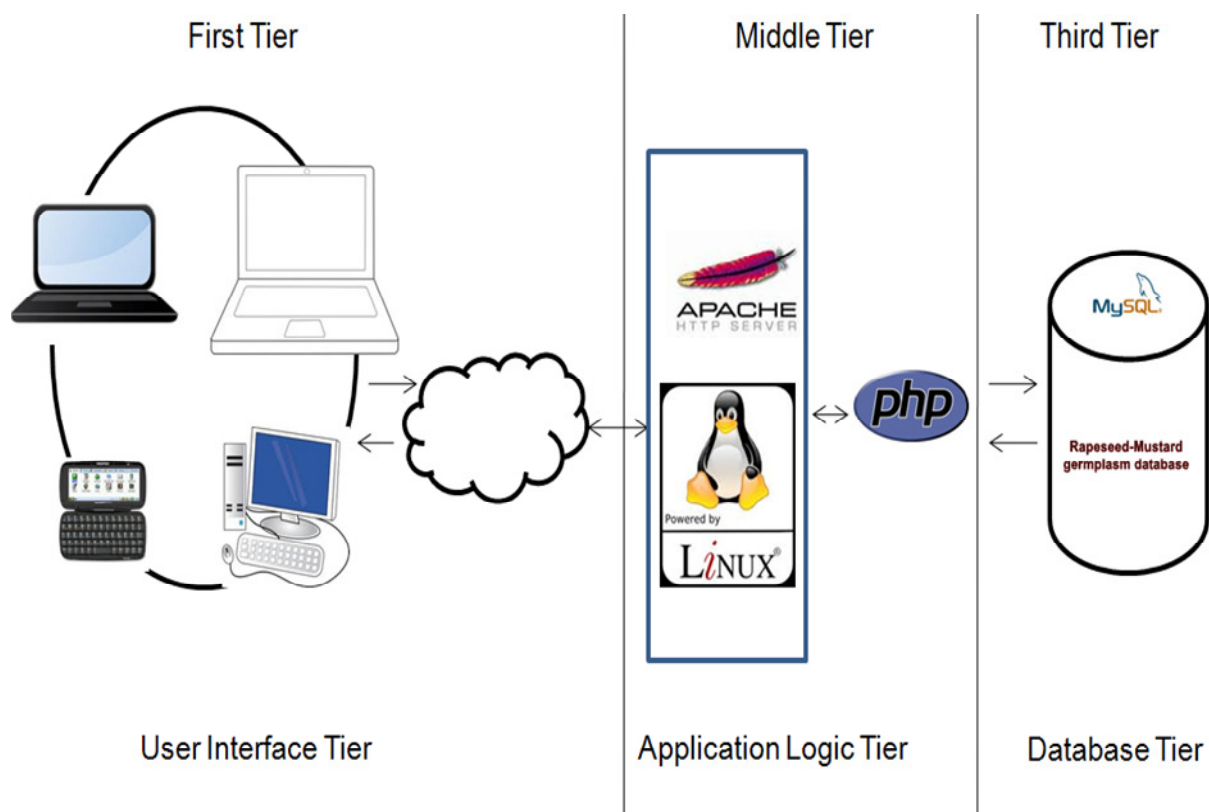 First Tier
Middle Tier
Third Tier
APACHE
HTTP SERVER
MySQL
php
Rapeseed-Mustard
germplasm database
Powered by
LiNUX®
User Interface Tier
Application Logic Tier
Database Tier